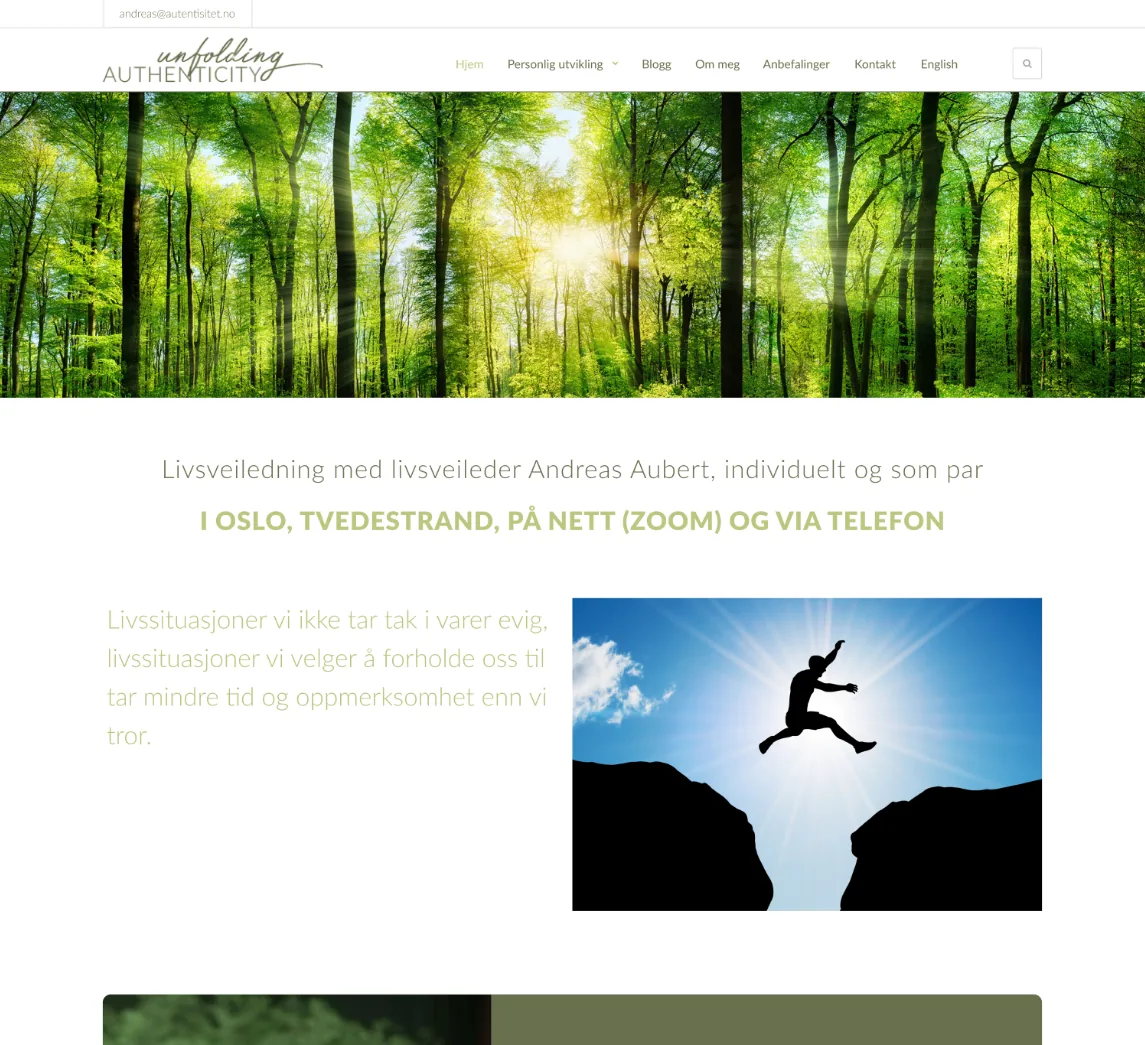 andreas@autentisitet.no
unfolding
AUTHENTICITY
Hjem Personlig utvikling Blogg Om meg Anbefalinger Kontakt English
Livsveiledning med livsveileder Andreas Aubert, individuelt og som par
I OSLO, TVEDESTRAND, PÅ NETT (ZOOM) OG VIA TELEFON
Livssituasjoner vi ikke tar tak i varer evig,
livssituasjoner vi velger å forholde oss til
tar mindre tid og oppmerksomhet enn vi
tror.